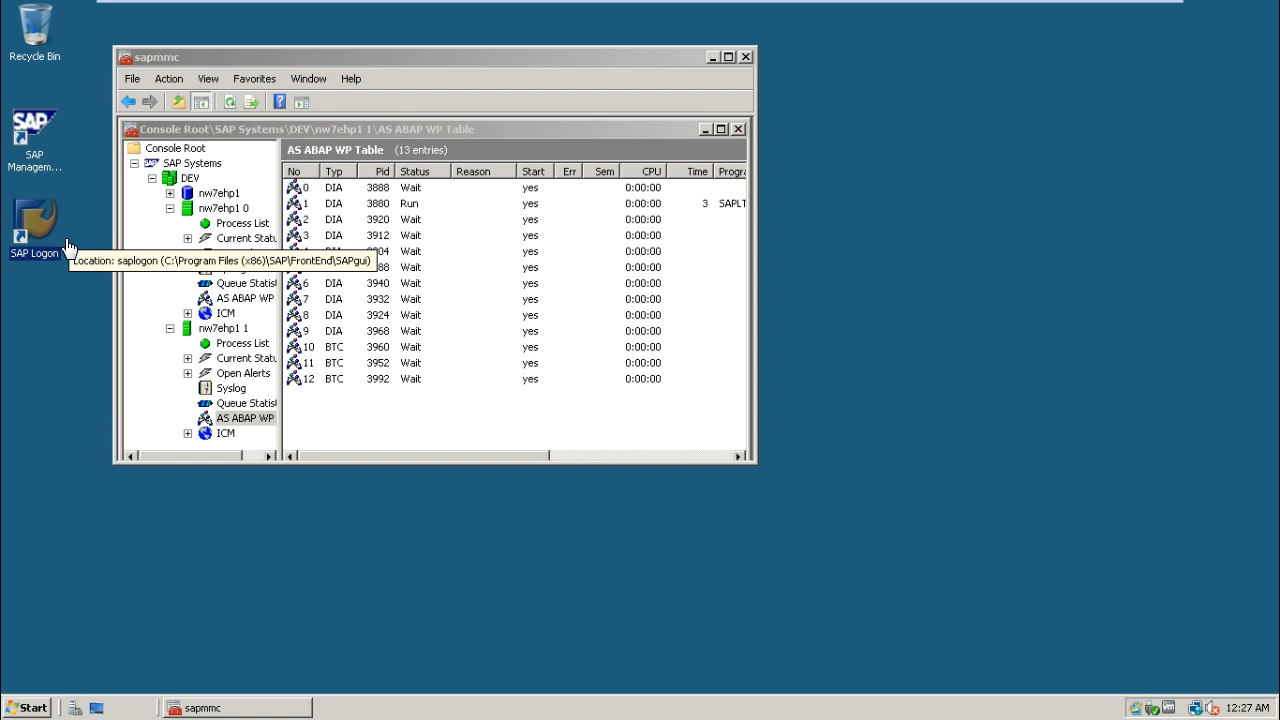 Recycle Bin
SAP
SAP
Managem...
SAP Logon
sapmmc
File Action View Favorites Window Help
Console Root\SAP Systems\DEV\nw7ehp1 1\AS ABAP WP Table
Console Root
SAP Systems
DEV
nw7ehp1
nw7ehp1 0
Process List
Current Statu
Queue Statist
AS ABAP WP
ICM
nw7ehp1 1
Process List
Current Statu
Open Alerts
Syslog
Queue Statist
AS ABAP WP
ICM
AS ABAP WP Table (13 entries)
No Typ Pid Status Reason Start Err Sem CPU Time Progra
0 DIA 3888 Wait yes 0:00:00
1 DIA 3880 Run yes 3 SAPLT
2 DIA 3920 Wait yes 0:00:00
3 DIA 3912 Wait yes 0:00:00
Wait yes 0:00:00
Location: saplogon (C:\Program Files (x86)\SAP\FrontEnd\SAPgui)
Wait yes 0:00:00
6 DIA 3940 Wait yes 0:00:00
7 DIA 3932 Wait yes 0:00:00
8 DIA 3924 Wait yes 0:00:00
9 DIA 3968 Wait yes 0:00:00
10 BTC 3960 Wait yes 0:00:00
11 BTC 3952 Wait yes 0:00:00
12 BTC 3992 Wait yes 0:00:00
Start
sapmmc
12:27 AM